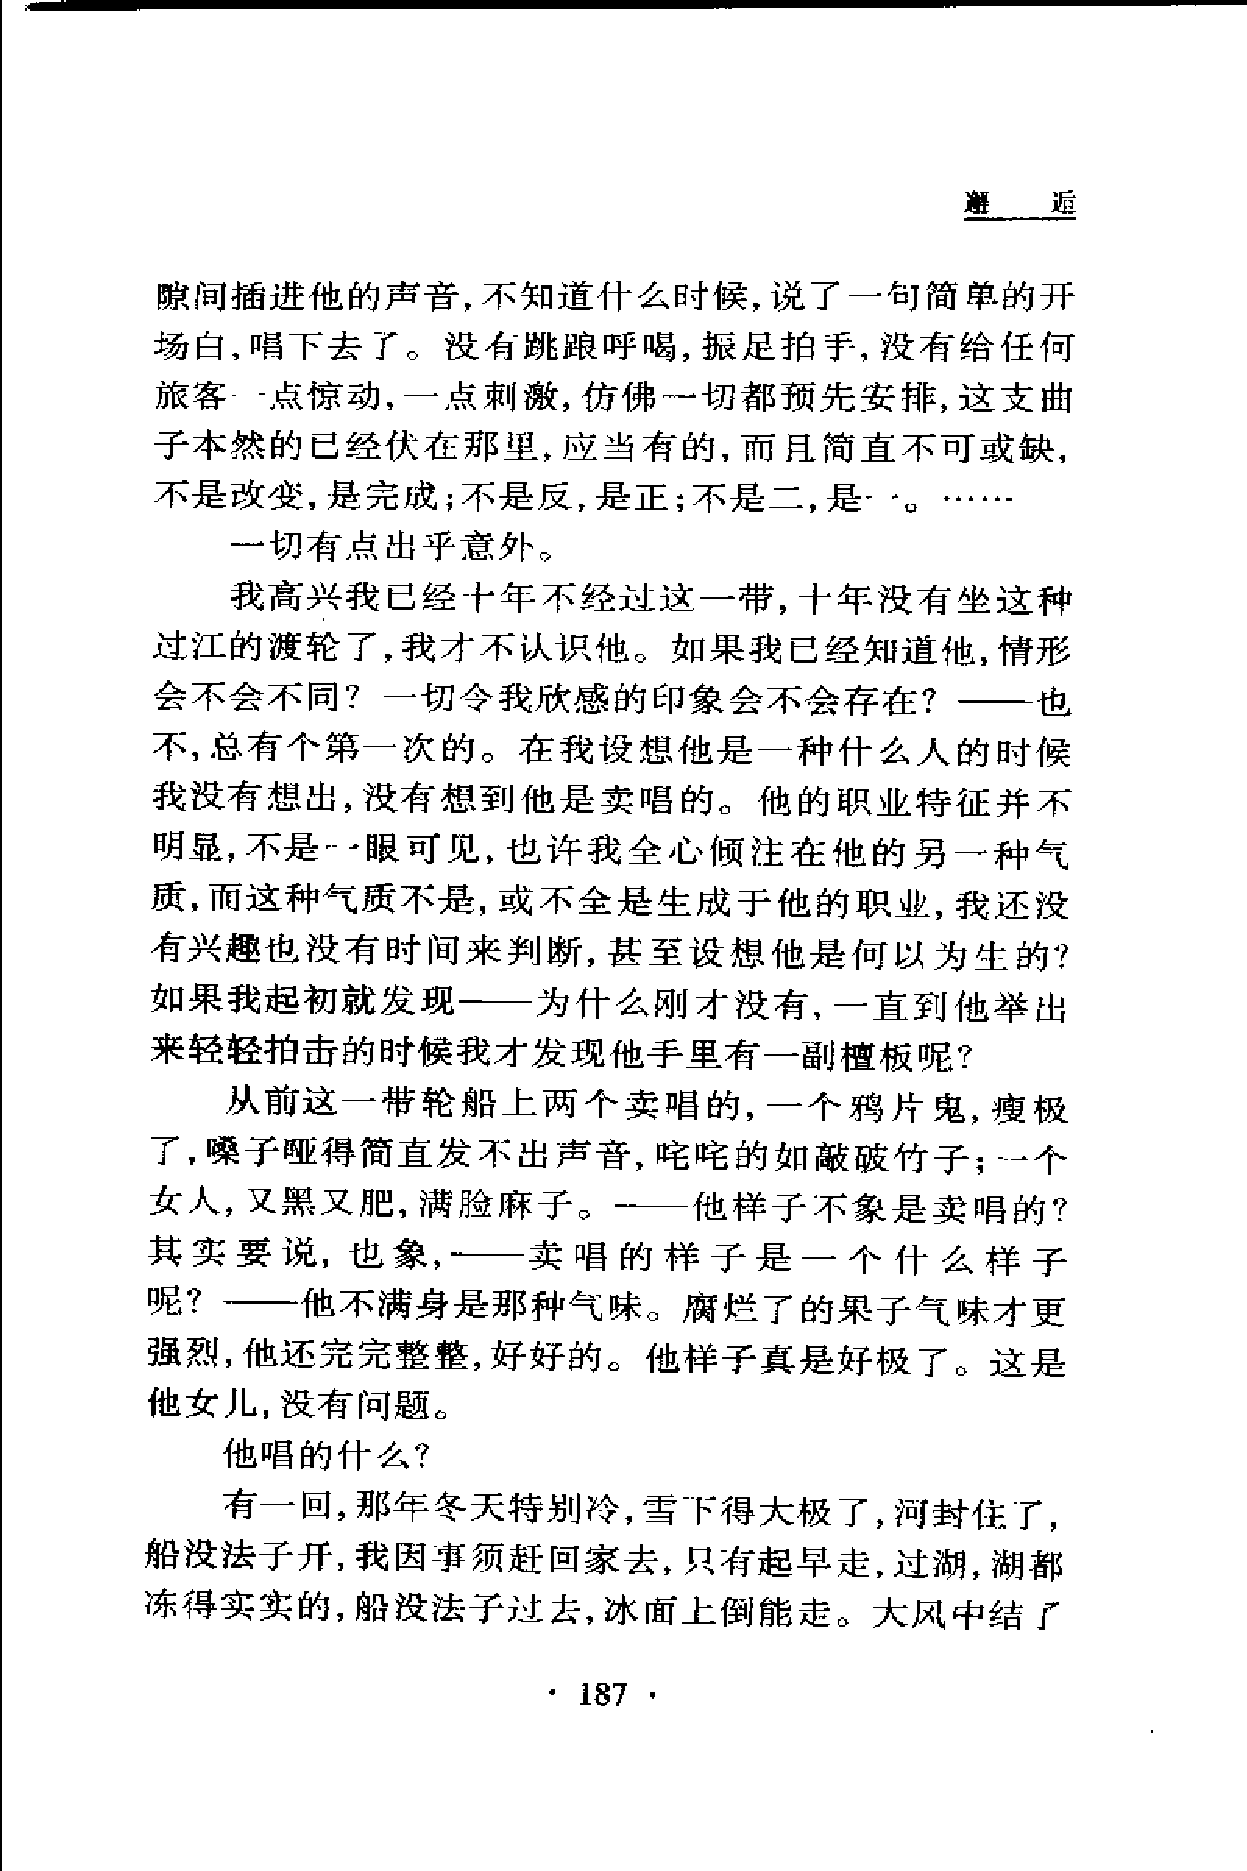 邂　逅
隙间插进他的声音,不知道什么时候,说了一句简单的开
场白,唱下去了。没有跳踉呼喝,振足拍手,没有给任何
旅客一点惊动,一点刺激,仿佛一切都预先安排,这支曲
子本然的已经伏在那里,应当有的,而且简直不可或缺,
不是改变,是完成;不是反,是正;不是二,是一。……
一切有点出乎意外。
我高兴我已经十年不经过这一带,十年没有坐这种
过江的渡轮了,我才不认识他。如果我已经知道他,情形
会不会不同? 一切令我欣感的印象会不会存在? ——也
不,总有个第一次的。在我设想他是一种什么人的时候
我没有想出,没有想到他是卖唱的。他的职业特征并不
明显,不是一眼可见,也许我全心倾注在他的另一种气
质,而这种气质不是,或不全是生成于他的职业,我还没
有兴趣也没有时间来判断,甚至设想他是何以为生的?
如果我起初就发现——为什么刚才没有,一直到他举出
来轻轻拍击的时候我才发现他手里有一副檀板呢?
从前这一带轮船上两个卖唱的,一个鸦片鬼,瘦极
了,嗓子哑得简直发不出声音,咤咤的如敲破竹子;一个
女人,又黑又肥,满脸麻子。——他样子不象是卖唱的?
其实要说,也象,——卖唱的样子是一个什么样子
呢? ——他不满身是那种气味。腐烂了的果子气味才更
强烈,他还完完整整,好好的。他样子真是好极了。这是
他女儿,没有问题。
他唱的什么?
有一回,那年冬天特别冷,雪下得大极了,河封住了,
船没法子开,我因事须赶回家去,只有起早走,过湖,湖都
冻得实实的,船没法子过去,冰面上倒能走。大风中结了
· 187 ·